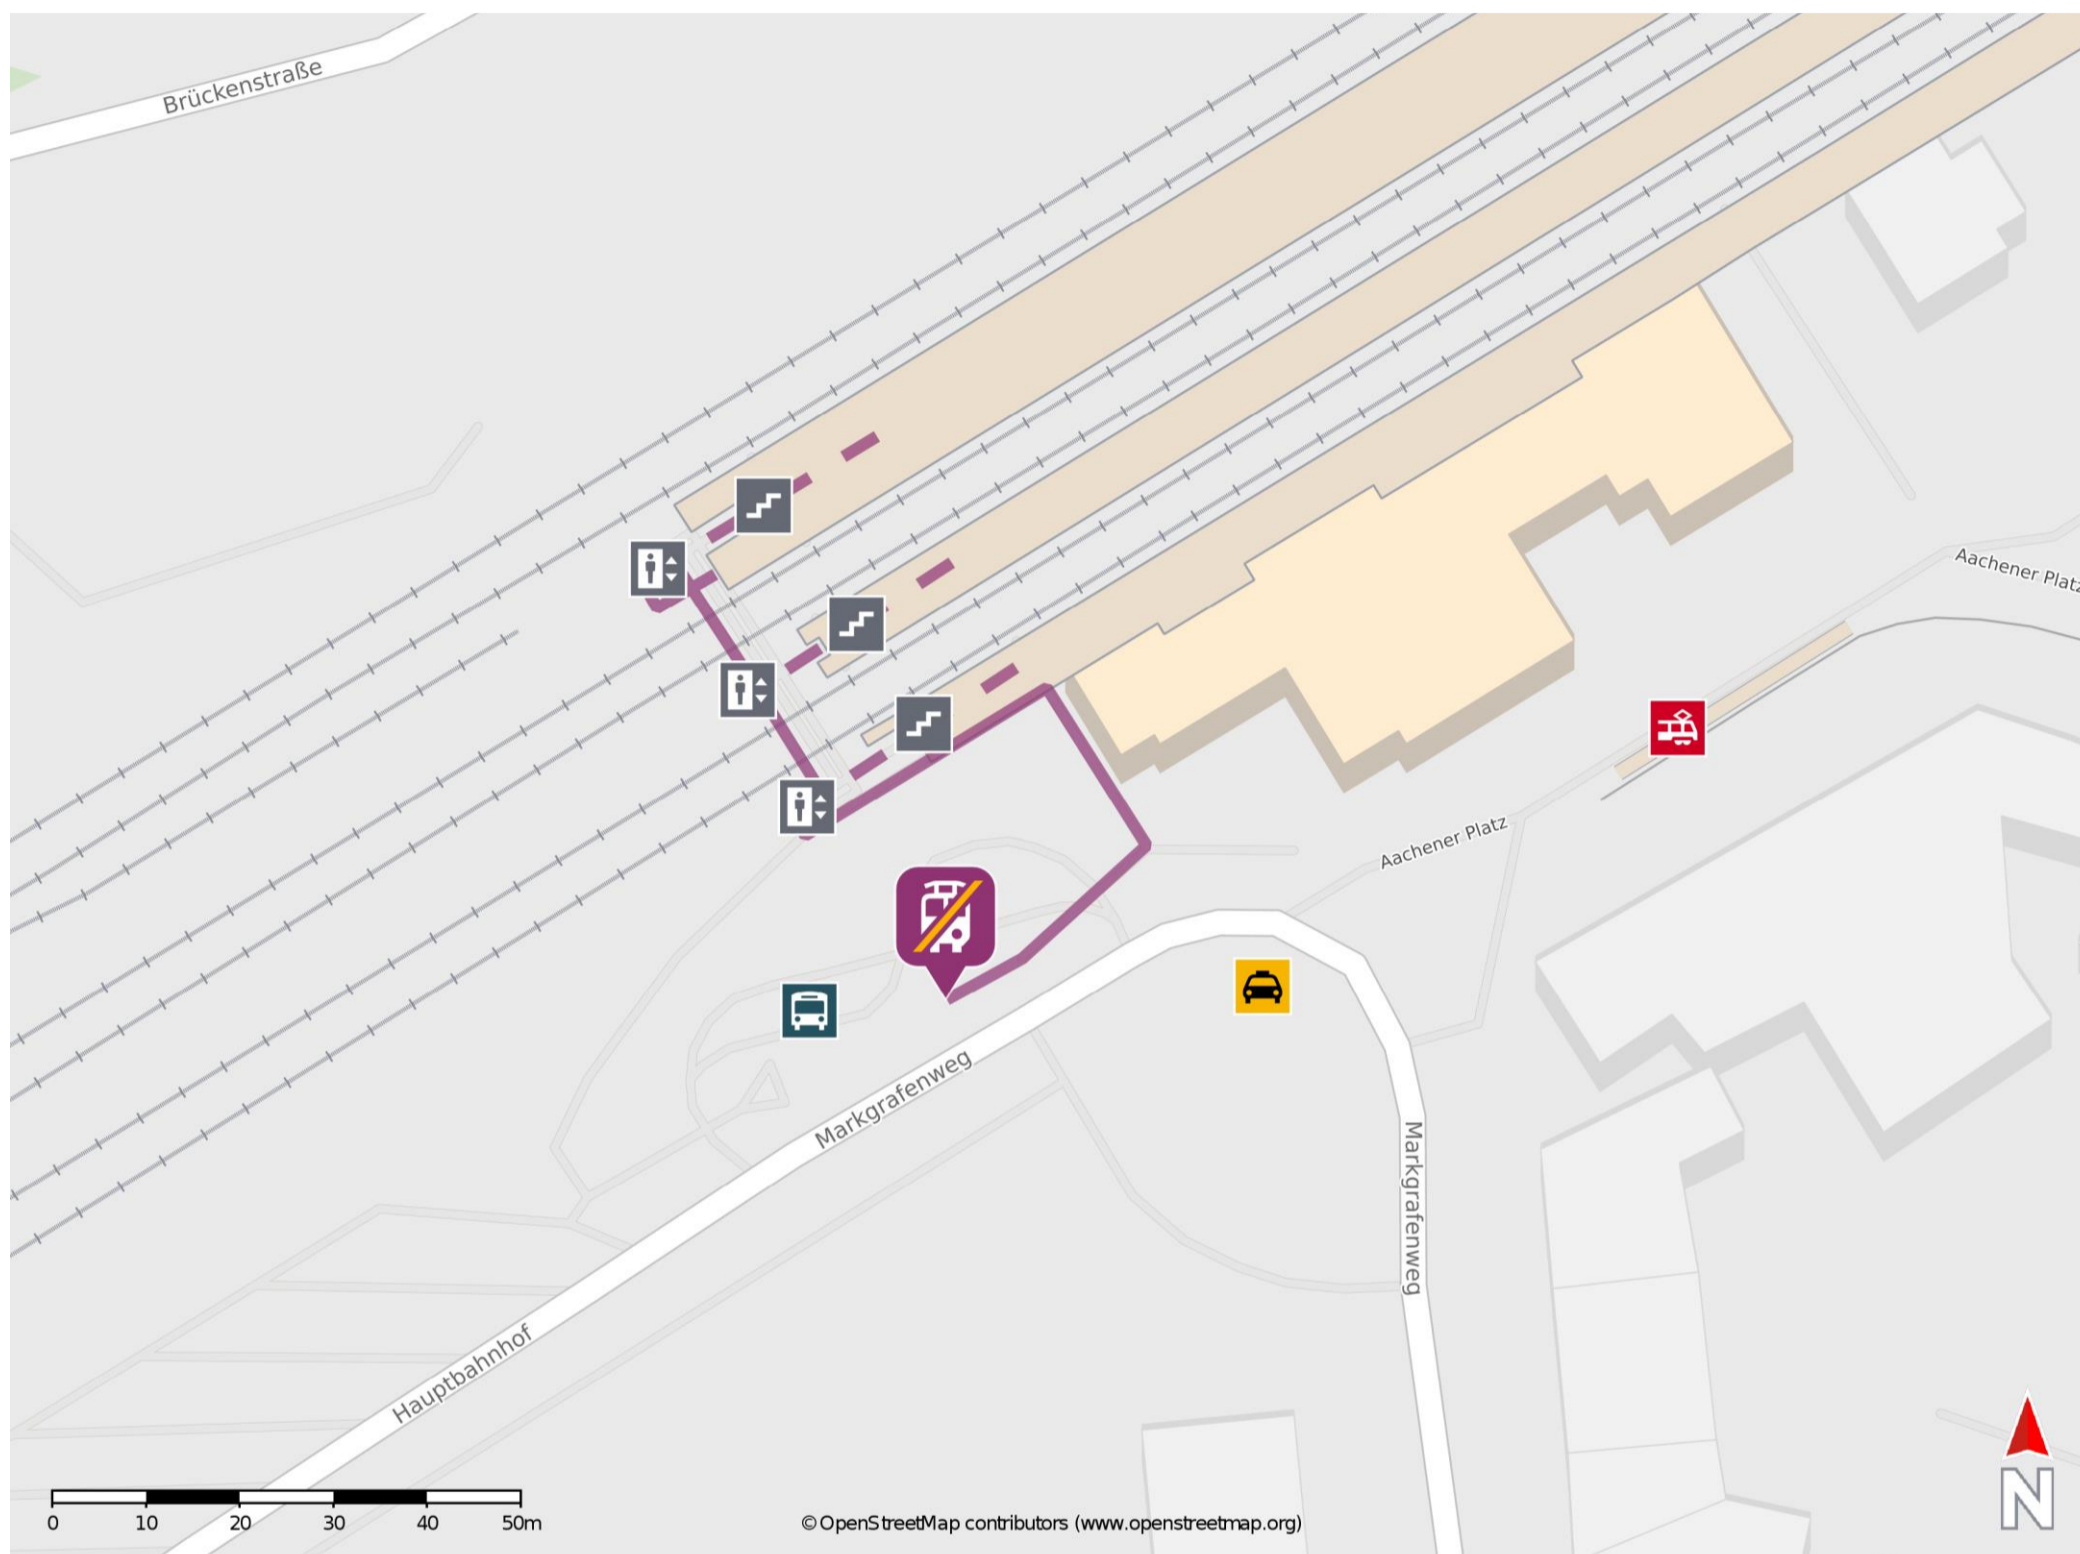 Brückenstraße
Aachener Platz
Aachener Platz
Markgrafenweg
Markgrafenweg
Hauptbahnhof
0 10 20 30 40 50m
© OpenStreetMap contributors (www.openstreetmap.org)
N